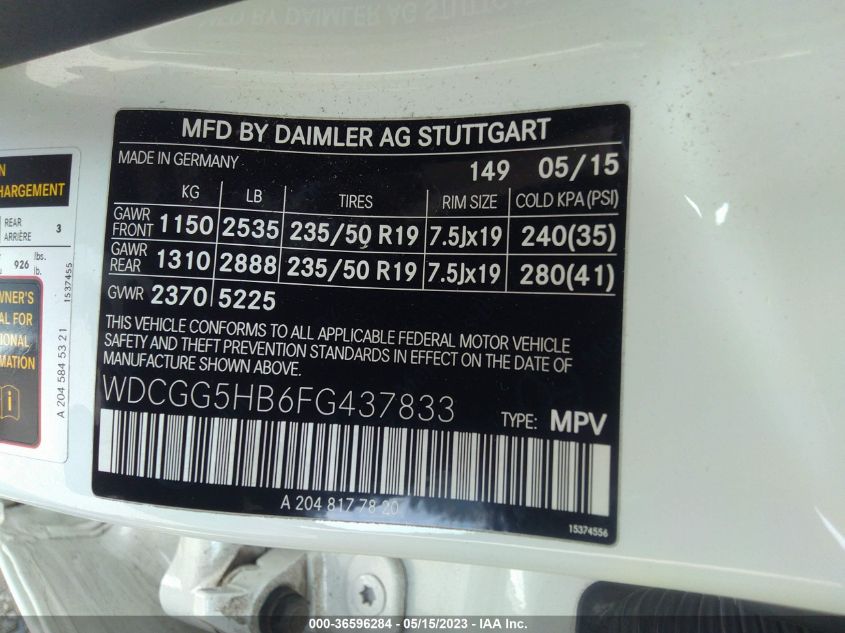 MFD BY DAIMLER AG STUTTGART
MADE IN GERMANY 149 05/15
KG LB TIRES RIM SIZE COLD KPA(PSI)
GAWR FRONT 1150 2535 235/50 R19 7.5Jx19 240(35)
GAWR REAR 1310 2888 235/50 R19 7.5Jx19 280(41)
GVWR 2370 5225
THIS VEHICLE CONFORMS TO ALL APPLICABLE FEDERAL MOTOR VEHICLE
SAFETY AND THEFT PREVENTION STANDARDS IN EFFECT ON THE DATE OF
MANUFACTURE SHOWN ABOVE.
WDCGG5HB6FG437833
TYPE: MPV
A 204 817 78 20
15374556
HARGEMENT
REAR
ARRIÈRE 3
926 lbs.
lb.
1537455
A 204 584 53 21
000-36596284 - 05/15/2023 - IAA Inc.